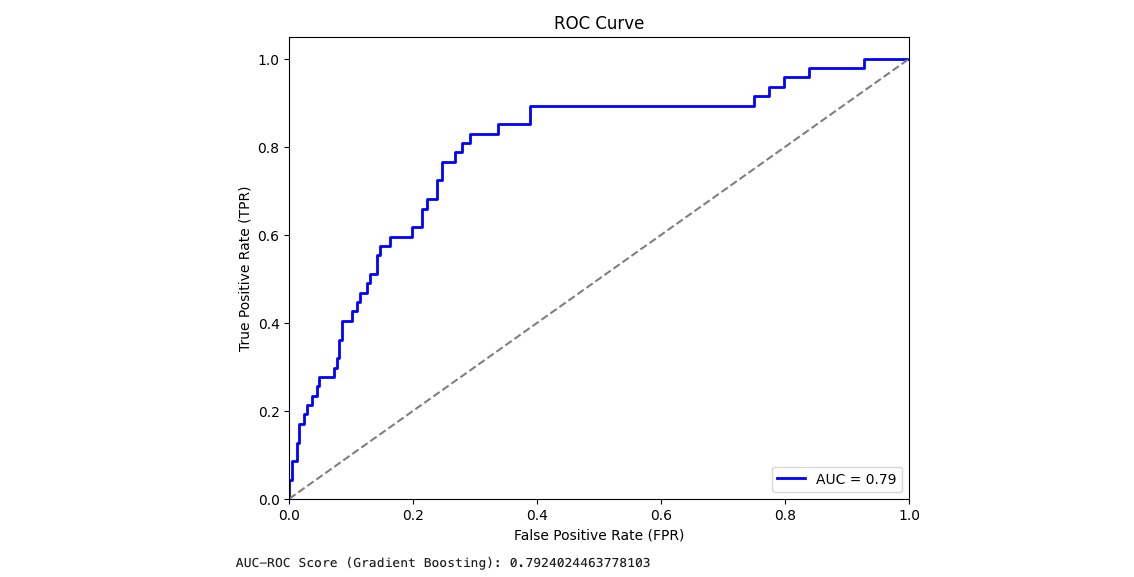 ROC Curve
1.0
0.8
0.6
0.4
0.2
0.0
True Positive Rate (TPR)
AUC = 0.79
0.0 0.2 0.4 0.6 0.8 1.0
False Positive Rate (FPR)
AUC-ROC Score (Gradient Boosting): 0.7924024463778103